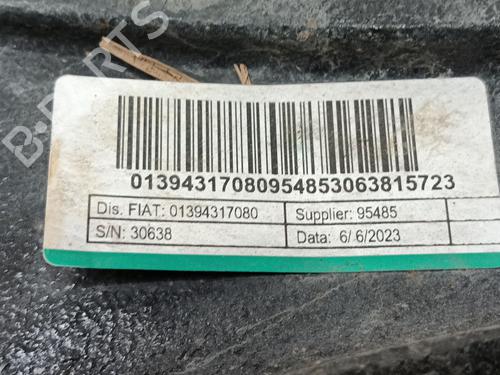 B-PARTS
01394317080954853063815723
Dis. FIAT: 01394317080
Supplier: 95485
S/N: 30638
Data: 6/ 6/2023